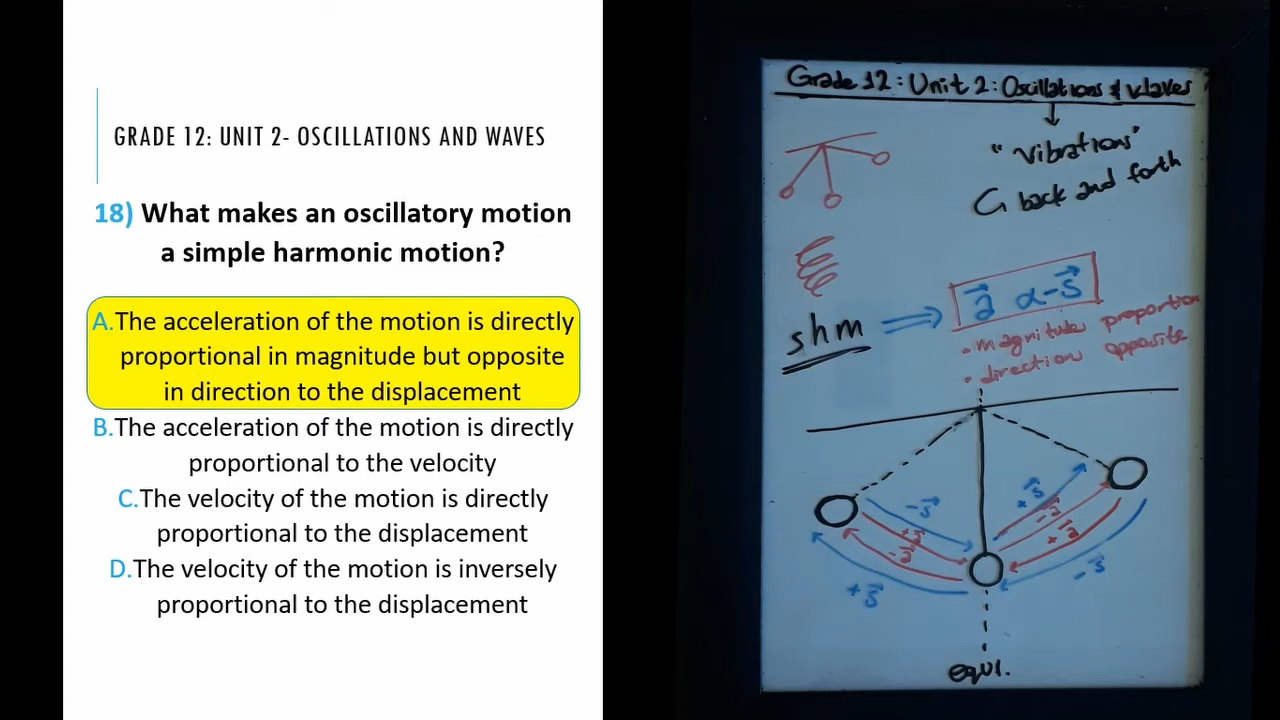 GRADE 12: UNIT 2- OSCILLATIONS AND WAVES
18) What makes an oscillatory motion
a simple harmonic motion?
A.The acceleration of the motion is directly
proportional in magnitude but opposite
in direction to the displacement
B.The acceleration of the motion is directly
proportional to the velocity
C.The velocity of the motion is directly
proportional to the displacement
D.The velocity of the motion is inversely
proportional to the displacement
Grade 12: Unit 2: Oscillations & Waves
"Vibrations"
back and forth
a⃗ α -s⃗
shm
• magnitude proportion
• direction opposite
-s⃗
+s⃗
+s⃗
-s⃗
equi.